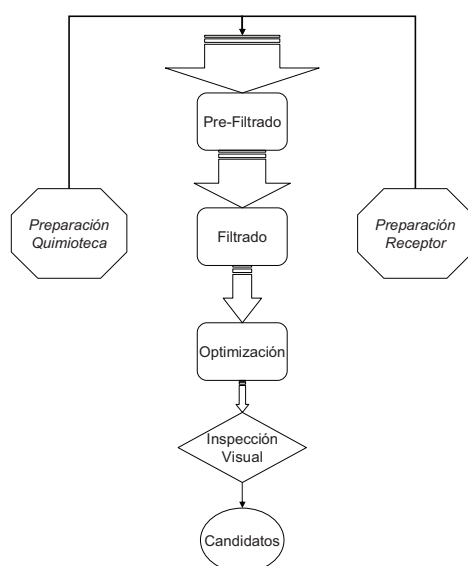 Pre-Filtrado
Preparación
Quimioteca
Filtrado
Preparación
Receptor
Optimización
Inspección
Visual
Candidatos